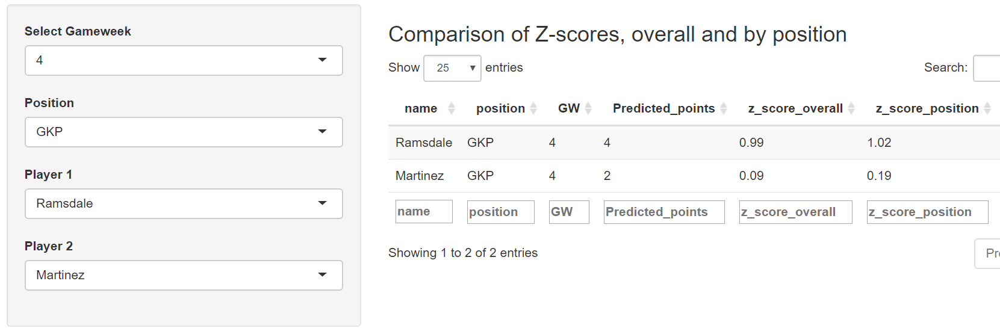 Select Gameweek
4
Position
GKP
Player 1
Ramsdale
Player 2
Martinez
Comparison of Z-scores, overall and by position
Show 25 entries
Search:
name position GW Predicted_points z_score_overall z_score_position
Ramsdale GKP 4 4 0.99 1.02
Martinez GKP 4 2 0.09 0.19
name position GW Predicted_points z_score_overall z_score_position
Showing 1 to 2 of 2 entries